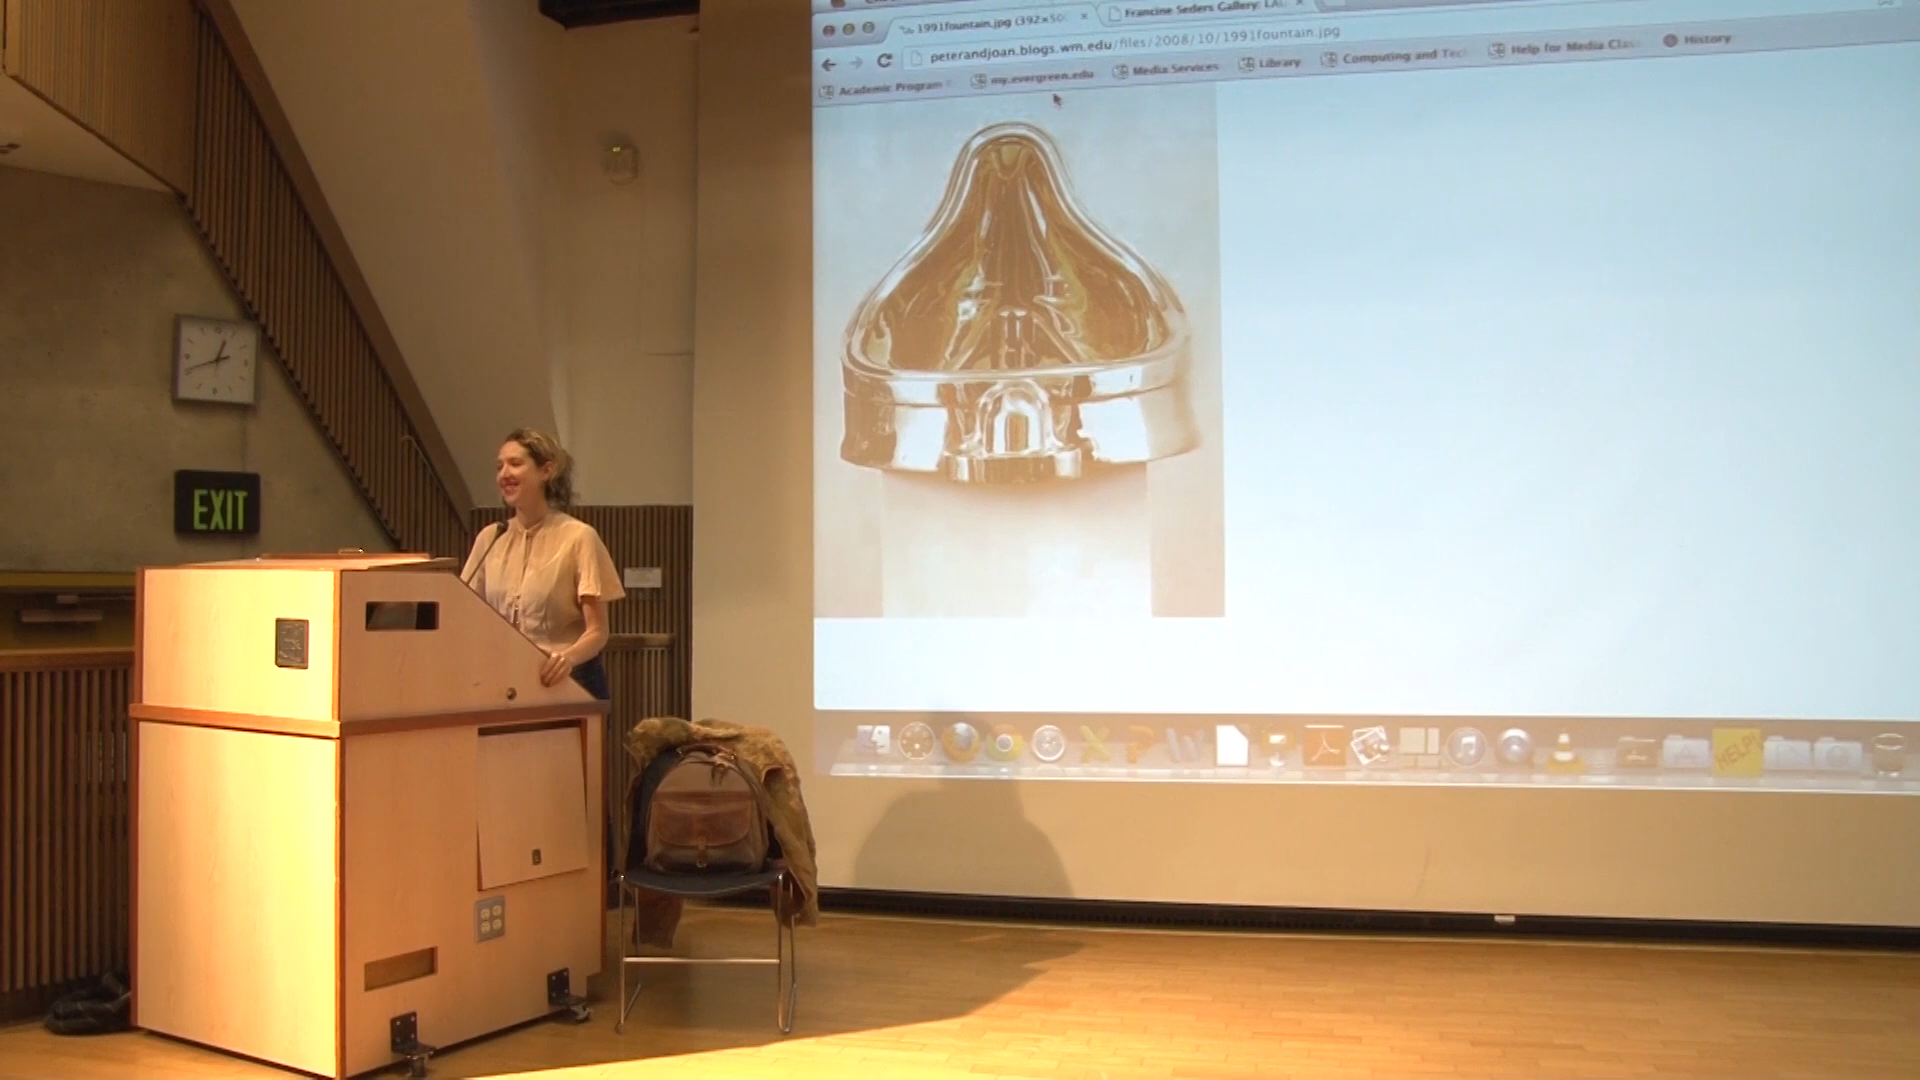 1991fountain.jpg (392×50
Francine Seders Gallery: LA
peterandjoan.blogs.wm.edu/files/2008/10/1991fountain.jpg
Academic Program
my.evergreen.edu
Media Services
Library
Computing and Tec
Help for Media Clas
History
EXIT
HELP!